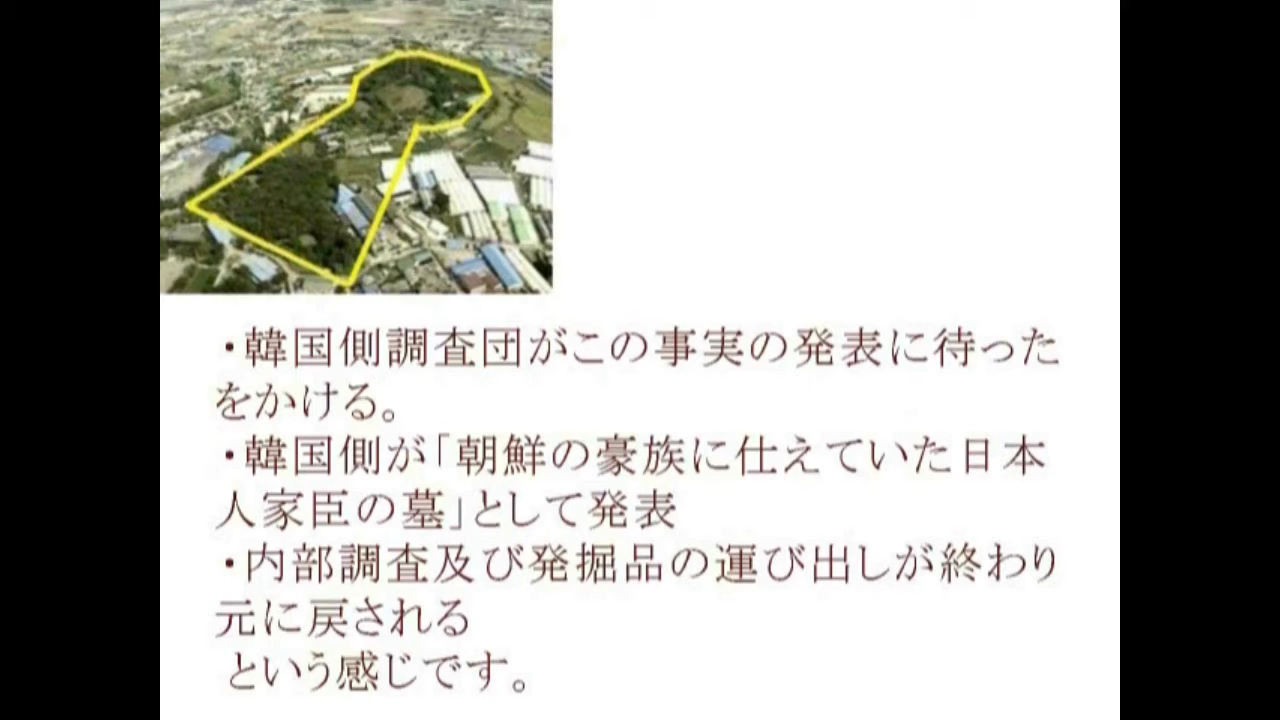 ・韓国側調査団がこの事実の発表に待った
をかける。
・韓国側が「朝鮮の豪族に仕えていた日本
人家臣の墓」として発表
・内部調査及び発掘品の運び出しが終わり
元に戻される
という感じです。